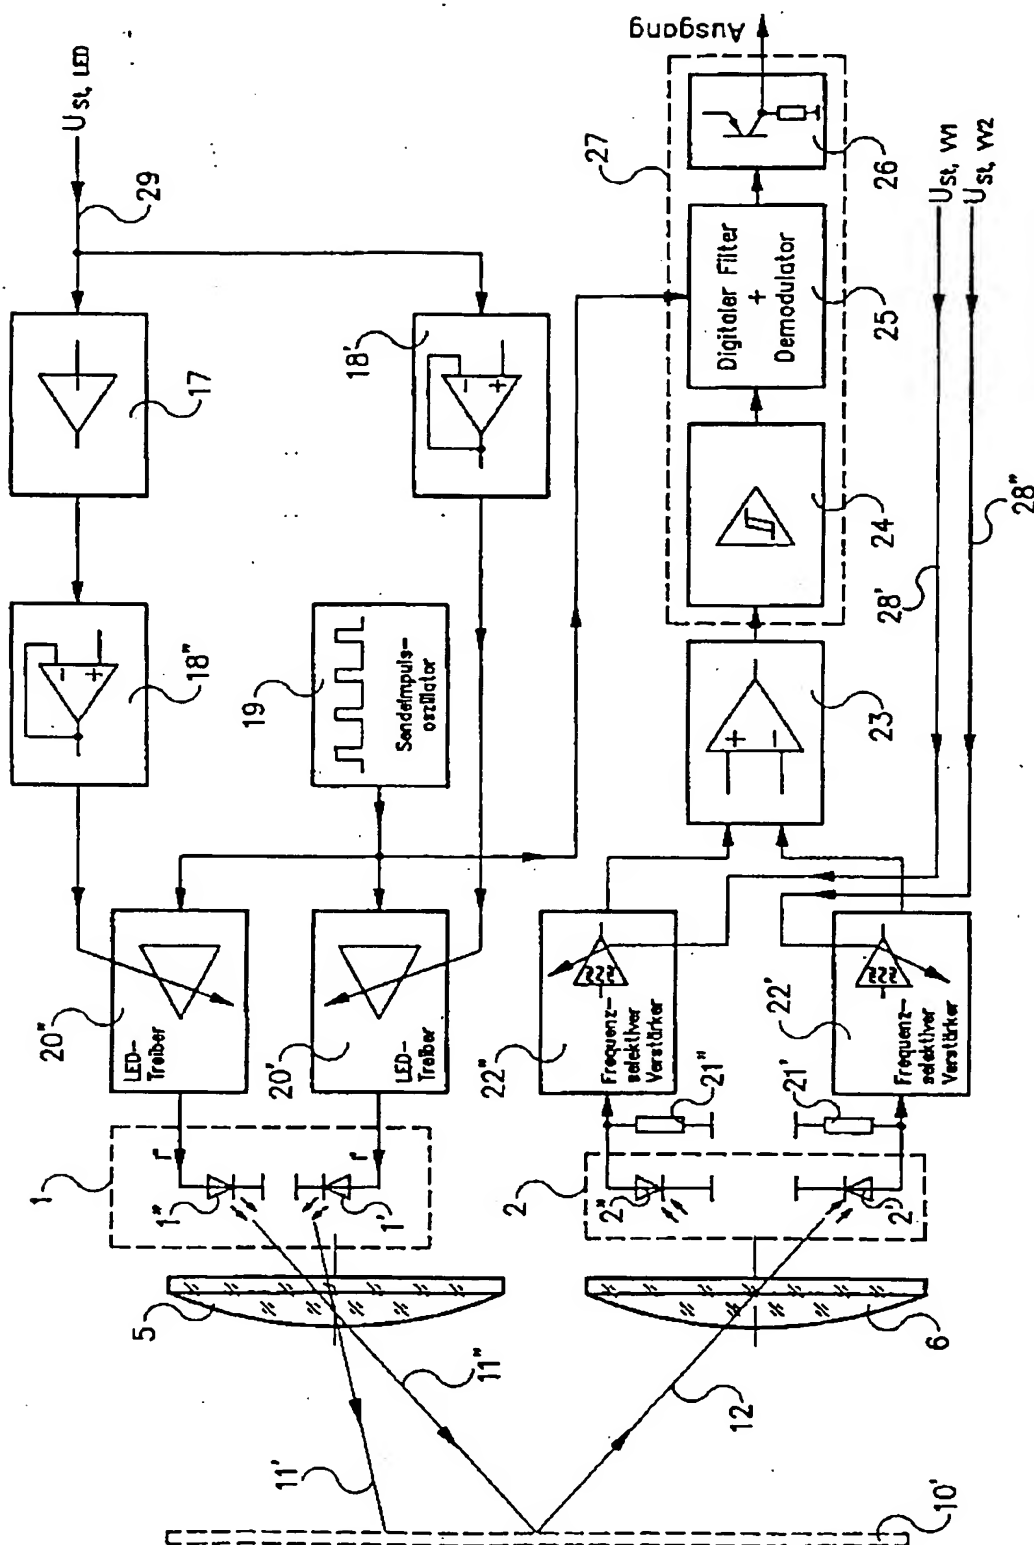 U St, LED
29
17
18'
18"
19
Sendeimpuls-
oszillator
20"
LED-
Treiber
20'
LED-
Treiber
1
1"
1'
r
r
5
11"
11'
10'
12
6
2
2"
2'
21"
21'
22"
Frequenz-
selektiver
Verstärker
22'
Frequenz-
selektiver
Verstärker
+
-
23
24
Digitaler Filter
+
Demodulator
25
26
27
Ausgang
28'
28"
U St, VV1
U St, VV2
-
+
-
+